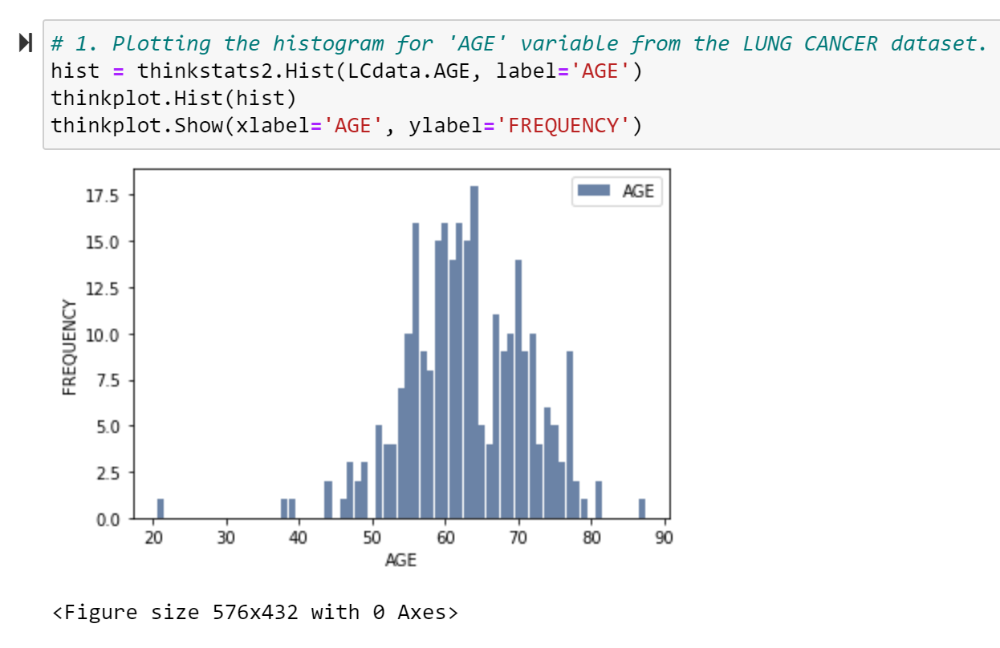 # 1. Plotting the histogram for 'AGE' variable from the LUNG CANCER dataset.
hist = thinkstats2.Hist(LCdata.AGE, label='AGE')
thinkplot.Hist(hist)
thinkplot.Show(xlabel='AGE', ylabel='FREQUENCY')
AGE
17.5
15.0
12.5
10.0
7.5
5.0
2.5
0.0
FREQUENCY
20 30 40 50 60 70 80 90
AGE
<Figure size 576x432 with 0 Axes>